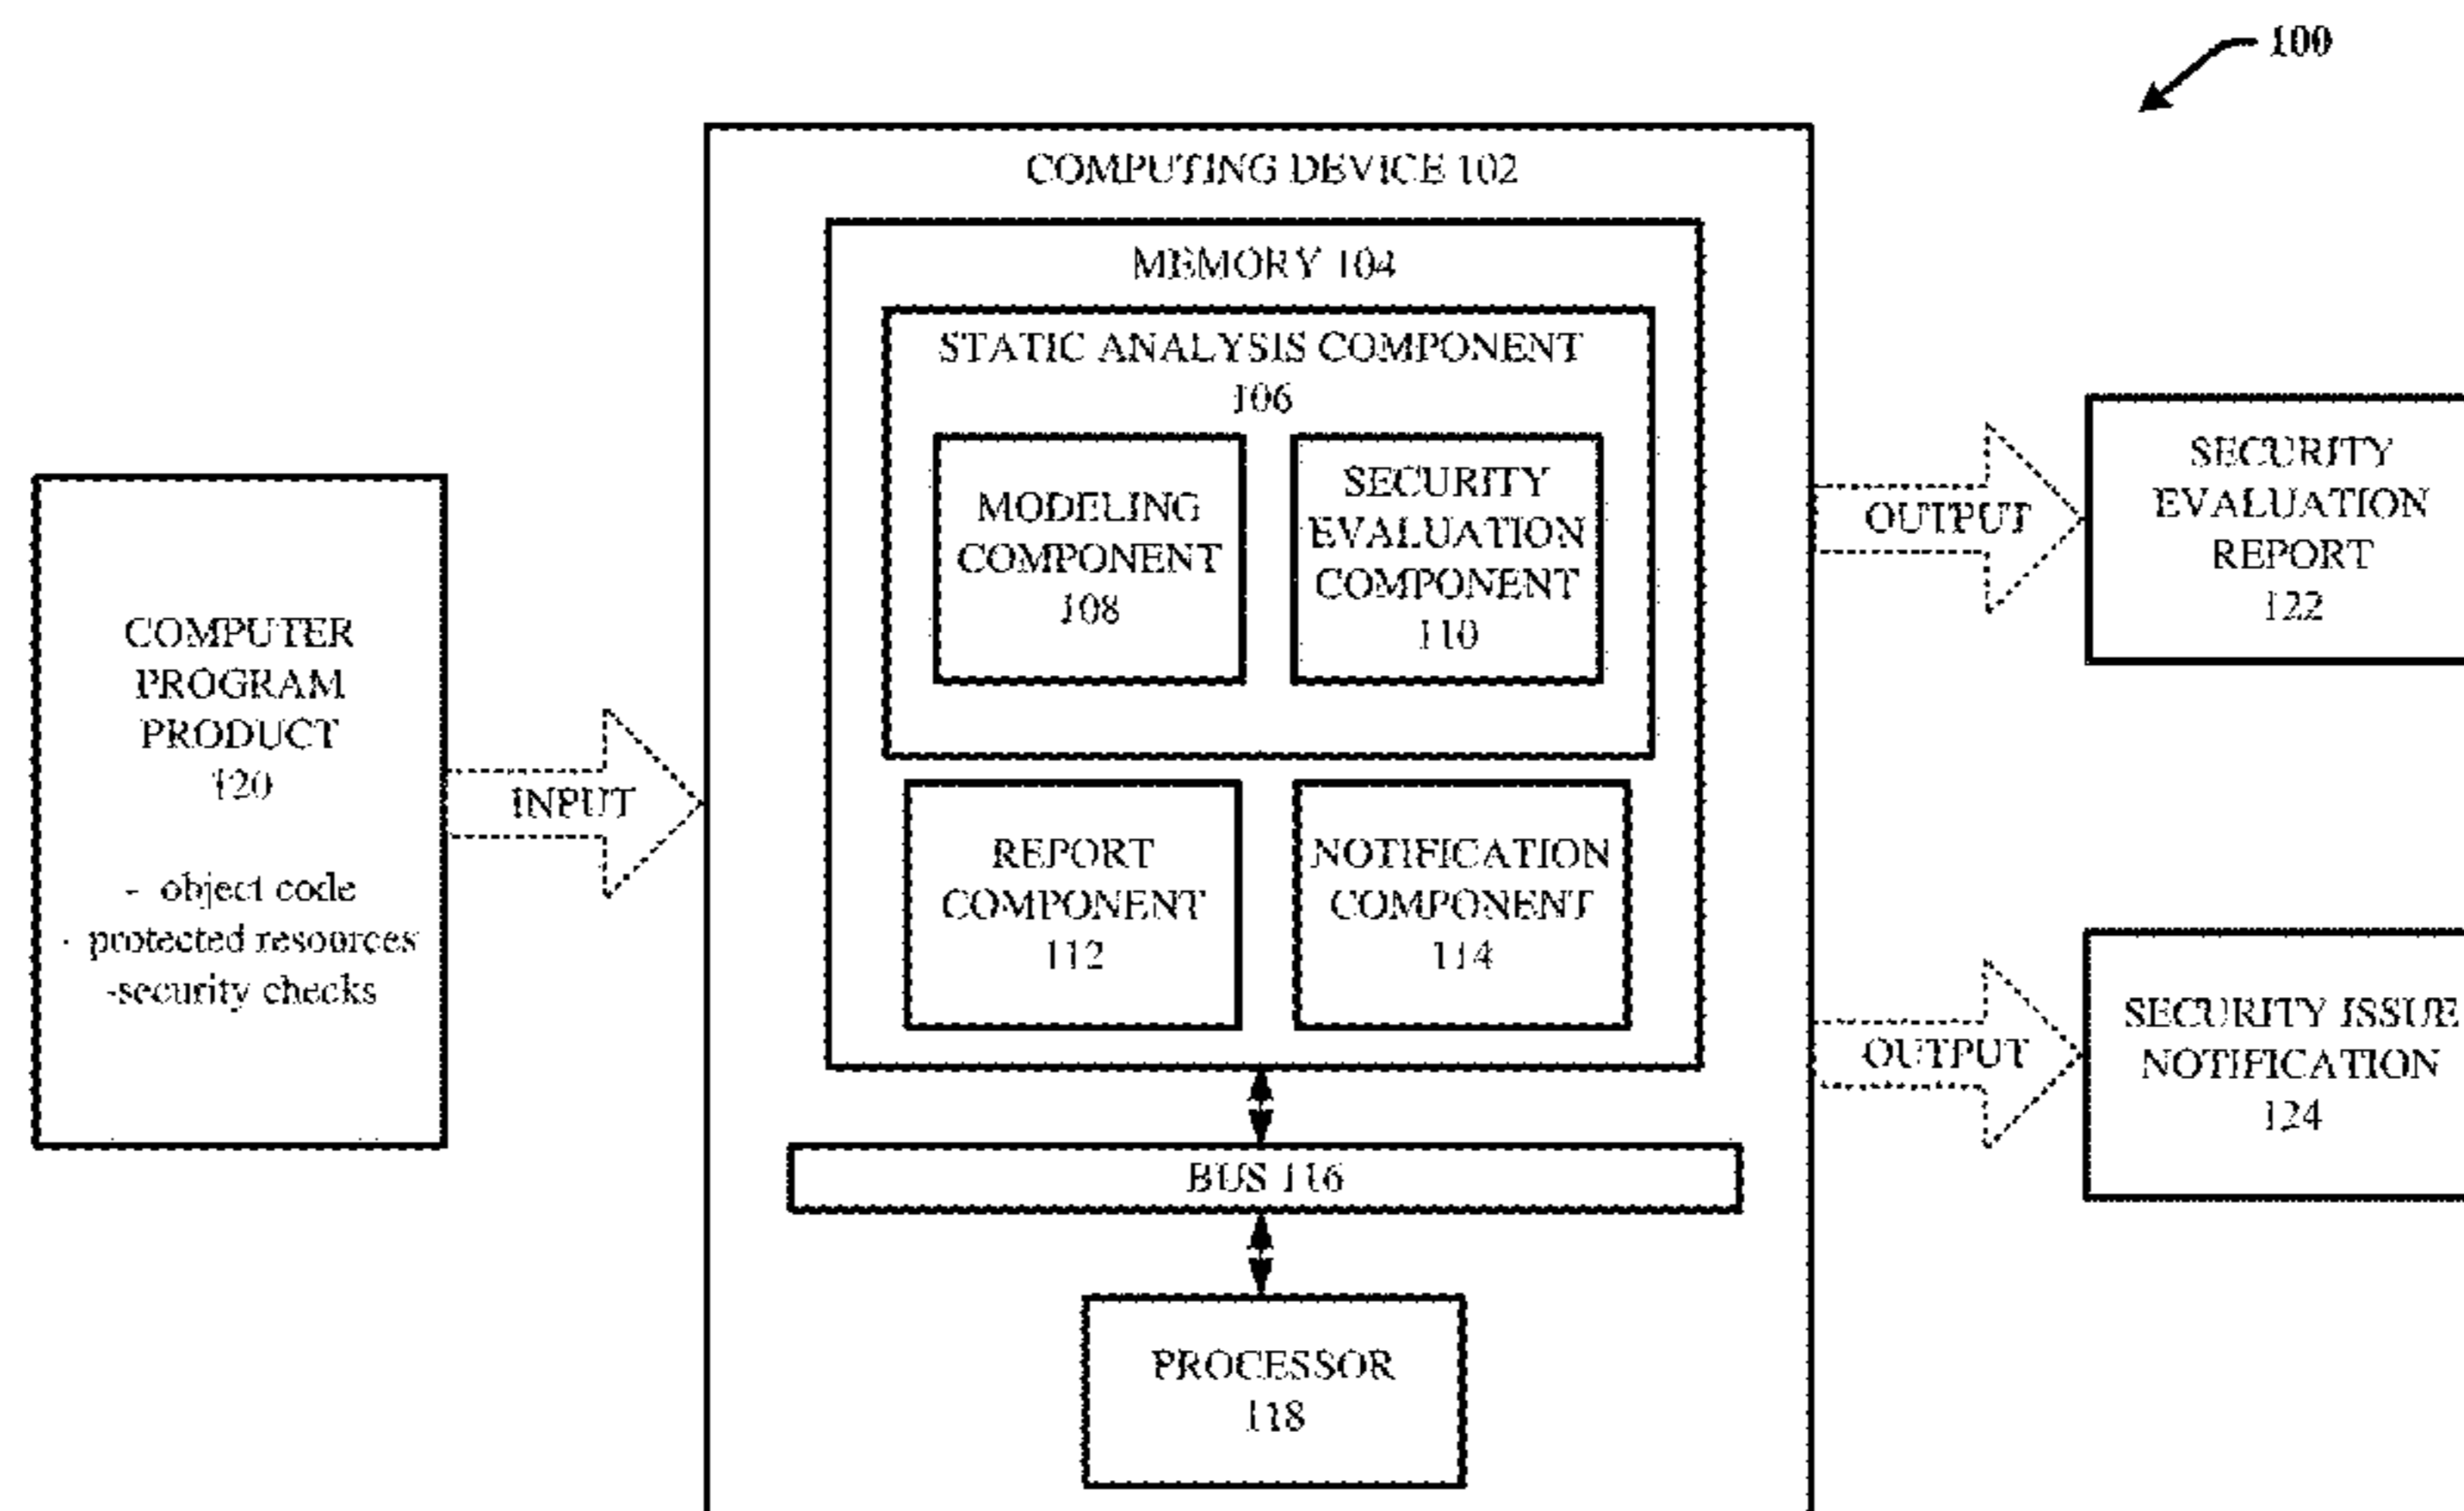 100
COMPUTING DEVICE 102
MEMORY 104
STATIC ANALYSIS COMPONENT
106
MODELING
COMPONENT
108
SECURITY
EVALUATION
COMPONENT
110
REPORT
COMPONENT
112
NOTIFICATION
COMPONENT
114
BUS 116
PROCESSOR
118
COMPUTER
PROGRAM
PRODUCT
120
- object code
- protected resources
-security checks
INPUT
OUTPUT
SECURITY
EVALUATION
REPORT
122
OUTPUT
SECURITY ISSUE
NOTIFICATION
124